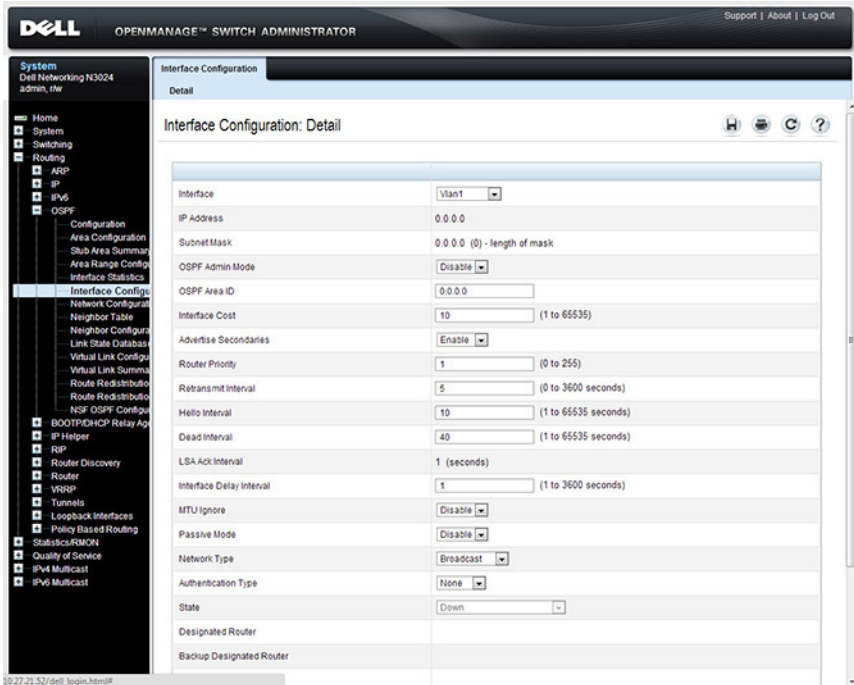 Support | About | Log Out
DELL
OPENMANAGE™ SWITCH ADMINISTRATOR
System
Dell Networking N3024
admin, r/w
Home
System
Switching
Routing
ARP
IP
IPv6
OSPF
Configuration
Area Configuration
Stub Area Summary
Area Range Configu
Interface Statistics
Interface Configu
Network Configurat
Neighbor Table
Neighbor Configura
Link State Databas
Virtual Link Configu
Virtual Link Summa
Route Redistributio
Route Redistributio
NSF OSPF Configu
BOOTP/DHCP Relay Age
IP Helper
RIP
Router Discovery
Router
VRRP
Tunnels
Loopback Interfaces
Policy Based Routing
Statistics/RMON
Quality of Service
IPv4 Multicast
IPv6 Multicast
Interface Configuration
Detail
Interface Configuration: Detail
Interface Vlan1
IP Address 0.0.0.0
Subnet Mask 0.0.0.0 (0) - length of mask
OSPF Admin Mode Disable
OSPF Area ID 0.0.0.0
Interface Cost 10 (1 to 65535)
Advertise Secondaries Enable
Router Priority 1 (0 to 255)
Retransmit Interval 5 (0 to 3600 seconds)
Hello Interval 10 (1 to 65535 seconds)
Dead Interval 40 (1 to 65535 seconds)
LSA Ack Interval 1 (seconds)
Interface Delay Interval 1 (1 to 3600 seconds)
MTU Ignore Disable
Passive Mode Disable
Network Type Broadcast
Authentication Type None
State Down
Designated Router
Backup Designated Router
10.27.21.52/dell_login.html#